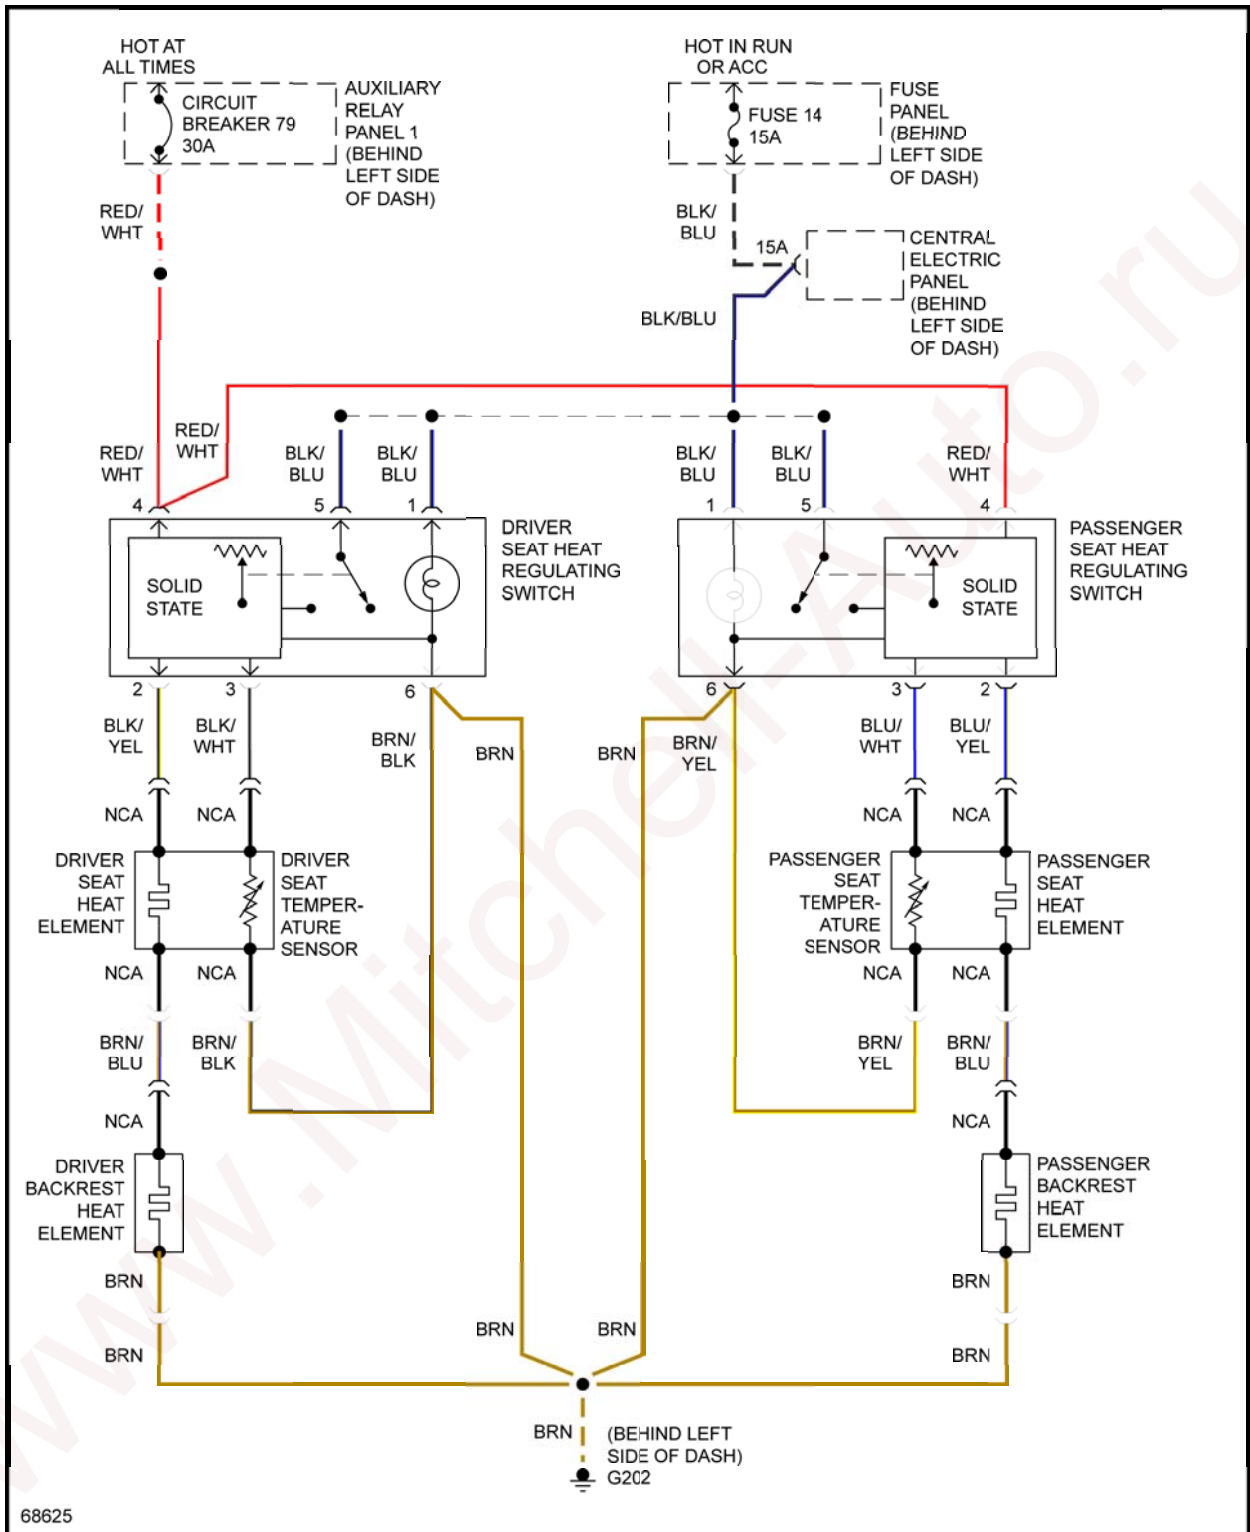 HOT AT
ALL TIMES
CIRCUIT
BREAKER 79
30A
AUXILIARY
RELAY
PANEL 1
(BEHIND
LEFT SIDE
OF DASH)
HOT IN RUN
OR ACC
FUSE 14
15A
FUSE
PANEL
(BEHIND
LEFT SIDE
OF DASH)
RED/
WHT
BLK/
BLU
15A
CENTRAL
ELECTRIC
PANEL
(BEHIND
LEFT SIDE
OF DASH)
BLK/BLU
RED/
WHT
RED/
WHT
BLK/
BLU
BLK/
BLU
BLK/
BLU
BLK/
BLU
RED/
WHT
4
5
1
1
5
4
SOLID
STATE
DRIVER
SEAT HEAT
REGULATING
SWITCH
SOLID
STATE
PASSENGER
SEAT HEAT
REGULATING
SWITCH
2
3
6
6
3
2
BLK/
YEL
BLK/
WHT
BRN/
BLK
BRN
BRN
BRN/
YEL
BLU/
WHT
BLU/
YEL
NCA
NCA
NCA
NCA
DRIVER
SEAT
HEAT
ELEMENT
DRIVER
SEAT
TEMPER-
ATURE
SENSOR
PASSENGER
SEAT
TEMPER-
ATURE
SENSOR
PASSENGER
SEAT
HEAT
ELEMENT
NCA
NCA
NCA
NCA
BRN/
BLU
BRN/
BLK
BRN/
YEL
BRN/
BLU
NCA
NCA
DRIVER
BACKREST
HEAT
ELEMENT
PASSENGER
BACKREST
HEAT
ELEMENT
BRN
BRN
BRN
BRN
BRN
BRN
BRN
(BEHIND LEFT
SIDE OF DASH)
G202
68625
www.Mitchell-Auto.ru